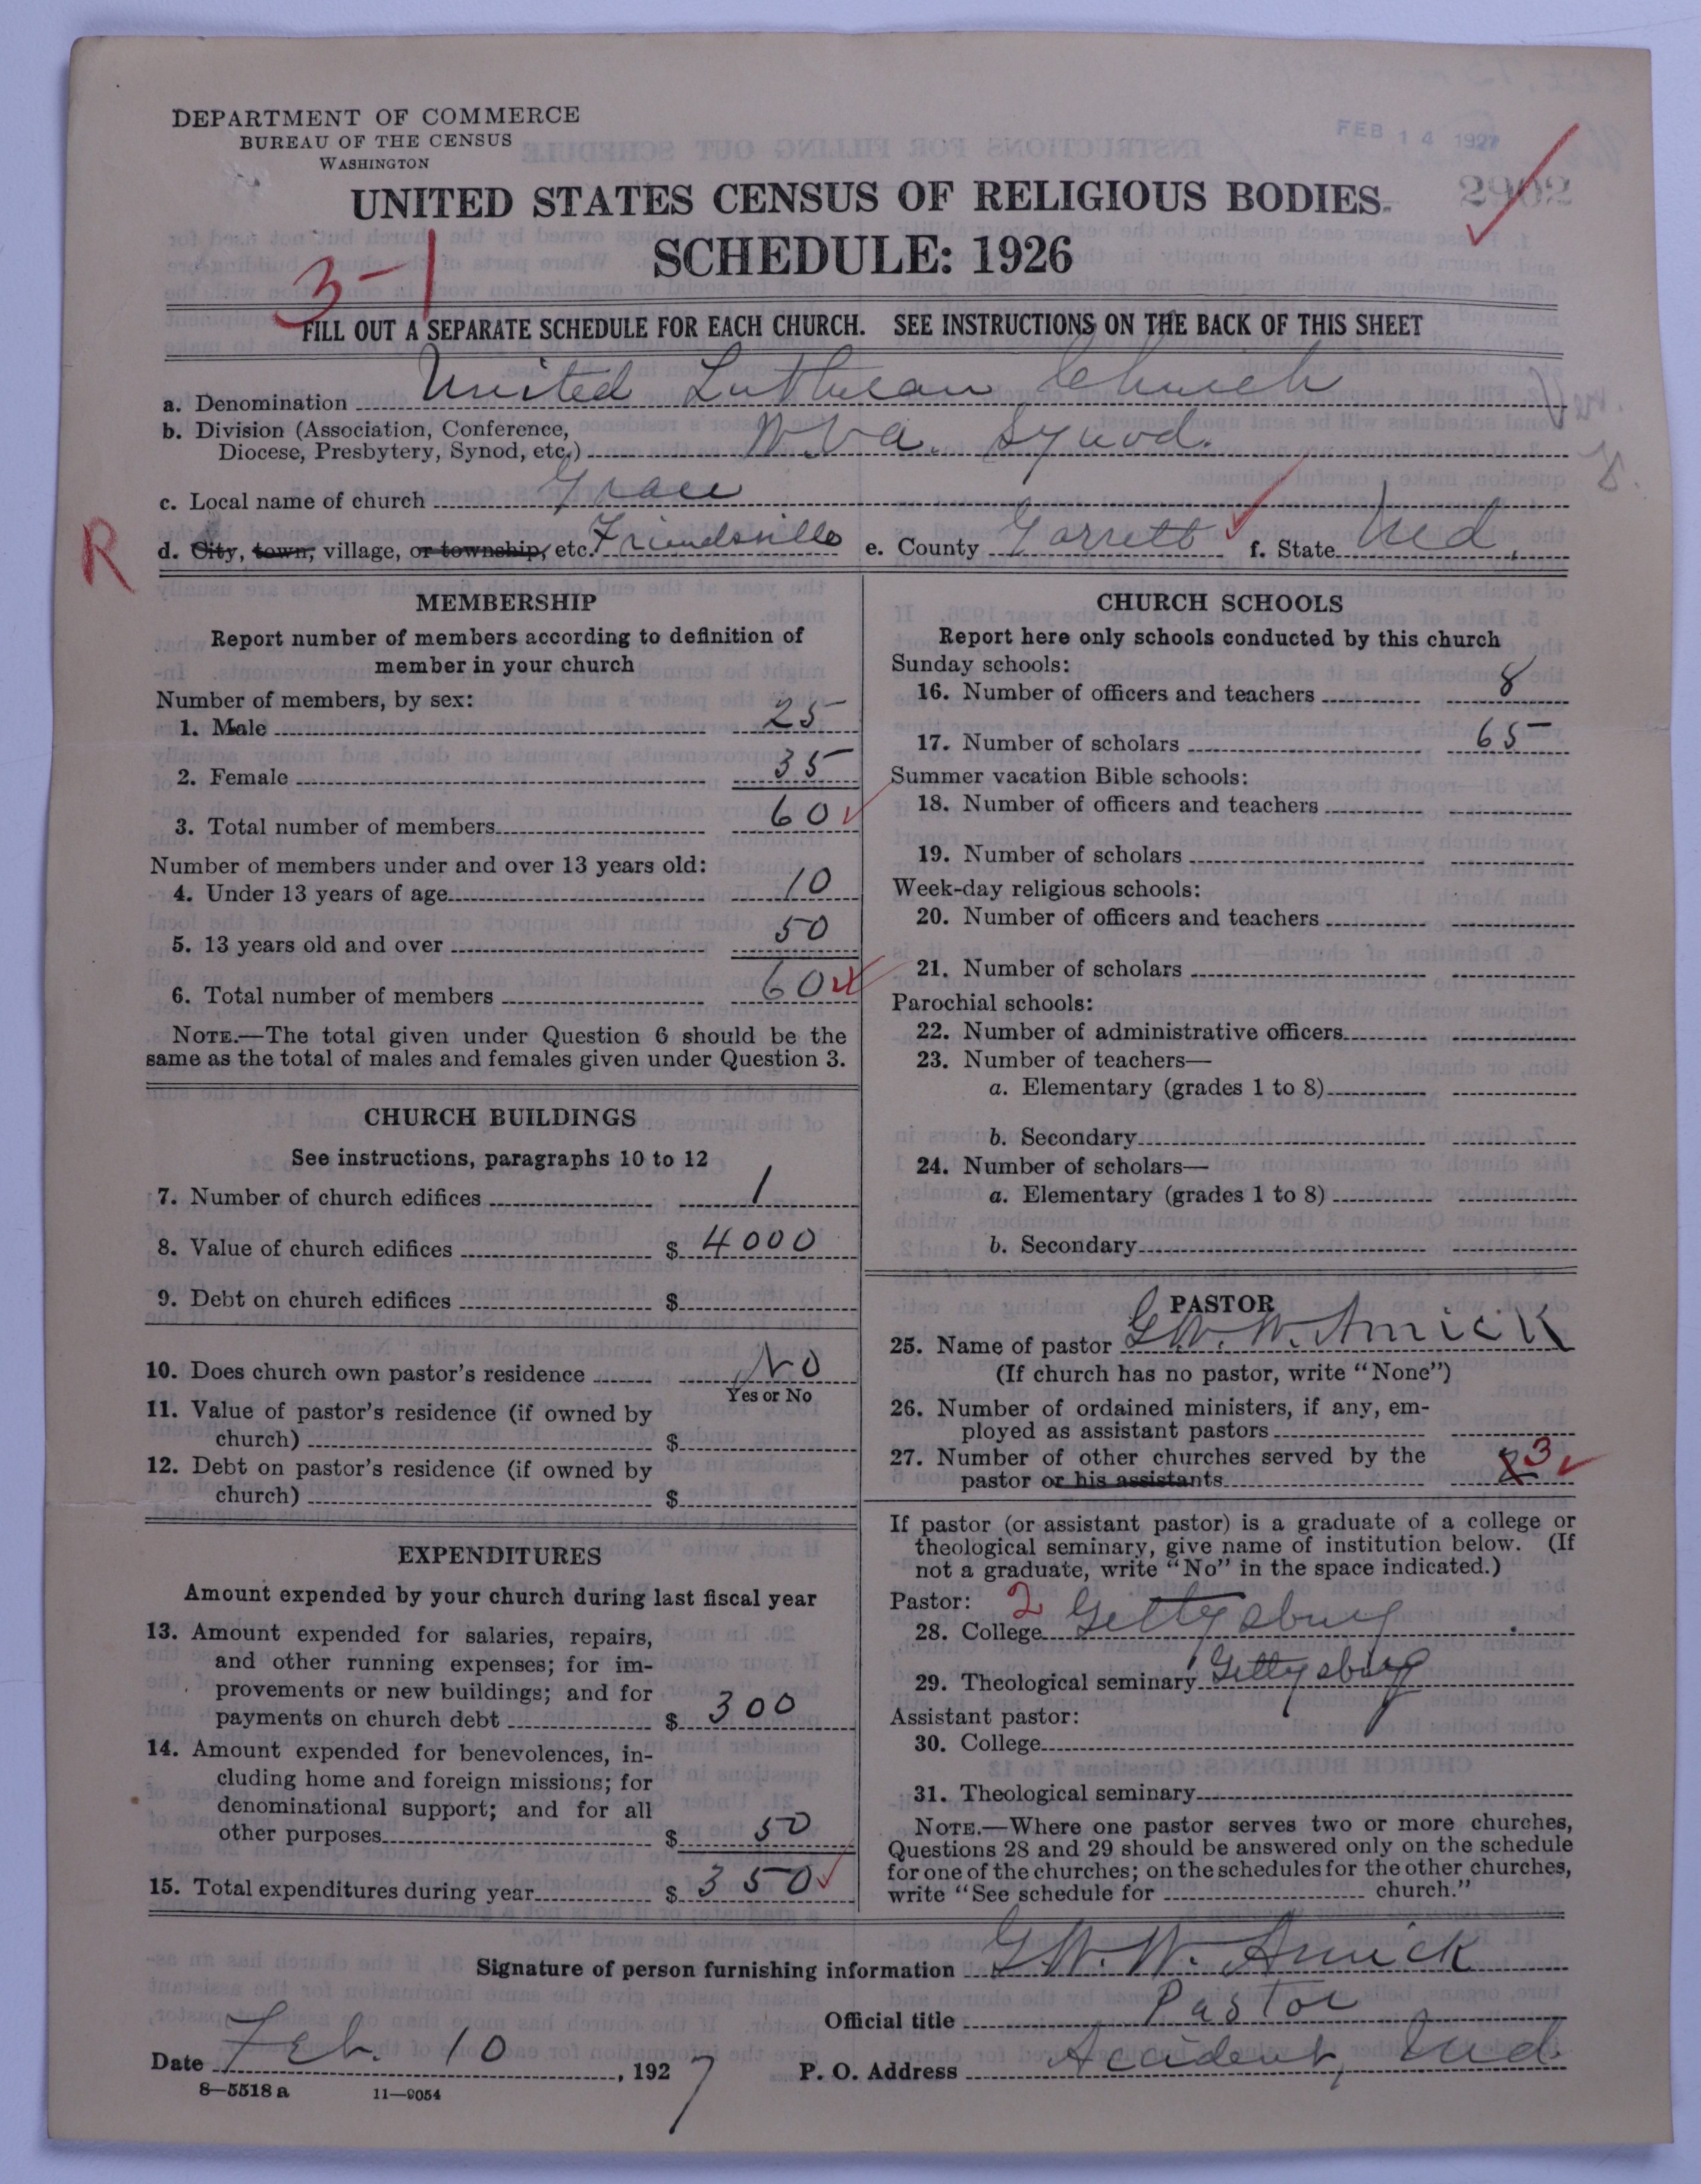 DEPARTMENT OF COMMERCE
BUREAU OF THE CENSUS
WASHINGTON
FEB 14 1927
2902
UNITED STATES CENSUS OF RELIGIOUS BODIES
SCHEDULE: 1926
3-1
FILL OUT A SEPARATE SCHEDULE FOR EACH CHURCH. SEE INSTRUCTIONS ON THE BACK OF THIS SHEET
a. Denomination United Lutheran Church
b. Division (Association, Conference,
Diocese, Presbytery, Synod, etc.) W. Va. Synod.
c. Local name of church Grace
R
d. City, town, village, or township, etc. Friendsville e. County Garrett f. State Md.
MEMBERSHIP
Report number of members according to definition of
member in your church
Number of members, by sex:
1. Male 25
2. Female 35
3. Total number of members 60
Number of members under and over 13 years old:
4. Under 13 years of age 10
5. 13 years old and over 50
6. Total number of members 60
NOTE.—The total given under Question 6 should be the
same as the total of males and females given under Question 3.
CHURCH BUILDINGS
See instructions, paragraphs 10 to 12
7. Number of church edifices 1
8. Value of church edifices $ 4000
9. Debt on church edifices $
10. Does church own pastor's residence No
Yes or No
11. Value of pastor's residence (if owned by
church) $
12. Debt on pastor's residence (if owned by
church) $
EXPENDITURES
Amount expended by your church during last fiscal year
13. Amount expended for salaries, repairs,
and other running expenses; for im-
provements or new buildings; and for
payments on church debt $ 300
14. Amount expended for benevolences, in-
cluding home and foreign missions; for
denominational support; and for all
other purposes $ 50
15. Total expenditures during year $ 350
CHURCH SCHOOLS
Report here only schools conducted by this church
Sunday schools:
16. Number of officers and teachers 8
17. Number of scholars 65
Summer vacation Bible schools:
18. Number of officers and teachers
19. Number of scholars
Week-day religious schools:
20. Number of officers and teachers
21. Number of scholars
Parochial schools:
22. Number of administrative officers
23. Number of teachers—
a. Elementary (grades 1 to 8)
b. Secondary
24. Number of scholars—
a. Elementary (grades 1 to 8)
b. Secondary
PASTOR
25. Name of pastor G. W. W. Amick
(If church has no pastor, write "None")
26. Number of ordained ministers, if any, em-
ployed as assistant pastors
27. Number of other churches served by the
pastor or his assistants 3
If pastor (or assistant pastor) is a graduate of a college or
theological seminary, give name of institution below. (If
not a graduate, write "No" in the space indicated.)
Pastor: 2
28. College Gettysburg
29. Theological seminary Gettysburg
Assistant pastor:
30. College
31. Theological seminary
NOTE.—Where one pastor serves two or more churches,
Questions 28 and 29 should be answered only on the schedule
for one of the churches; on the schedules for the other churches,
write "See schedule for church."
Signature of person furnishing information G. W. W. Amick
Official title Pastor
Date Feb. 10, 1927 P. O. Address Accident, Md.
8—5518 a 11—9054